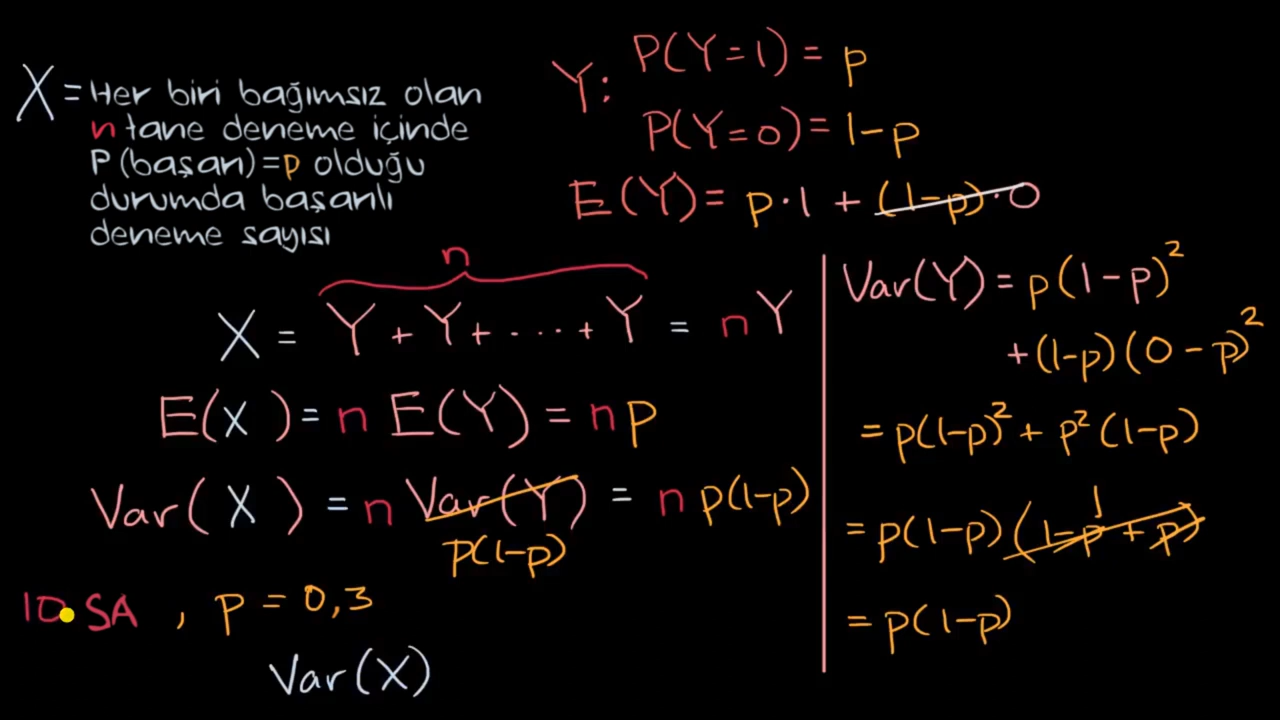 X = Her biri bağımsız olan
n tane deneme içinde
P (başarı) = p olduğu
durumda başarılı
deneme sayısı
Y: P(Y=1) = p
P(Y=0) = 1-p
E(Y) = p·1 + (1-p)·0
n
X = Y + Y + ···· + Y = nY
E(X) = n E(Y) = np
Var(X) = n Var(Y) = n p(1-p)
p(1-p)
10 SA , p = 0,3
Var(X)
Var(Y) = p(1-p)²
+(1-p)(0-p)²
= p(1-p)² + p²(1-p)
1
= p(1-p)(1-p+p)
= p(1-p)